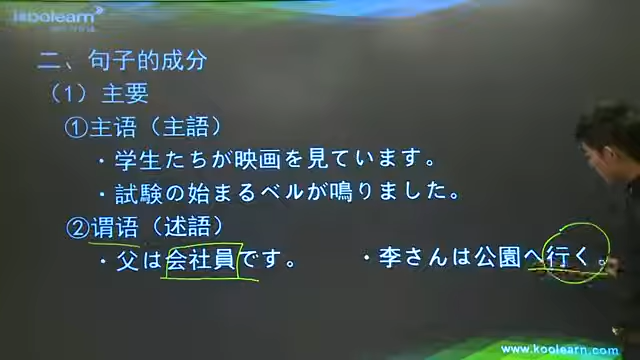 koolearn
二、句子的成分
（1）主要
①主语（主語）
・学生たちが映画を見ています。
・試験の始まるベルが鳴りました。
②谓语（述語）
・父は会社員です。 ・李さんは公園へ行く。
www.koolearn.com